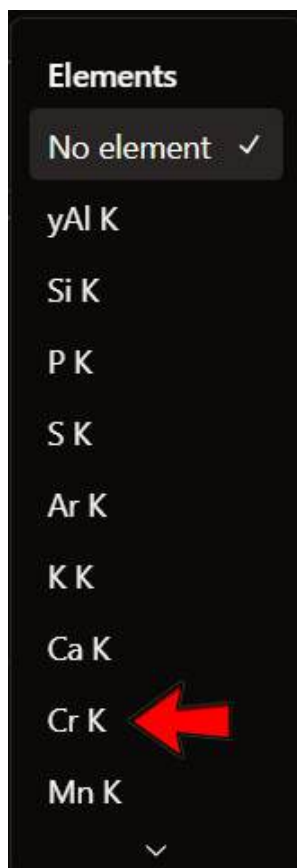 Elements
No element
yAl K
Si K
P K
S K
Ar K
K K
Ca K
Cr K
Mn K